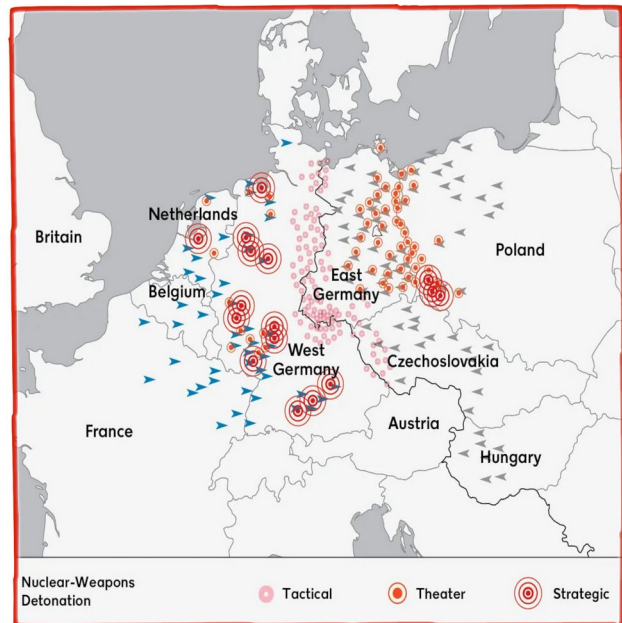 Netherlands
Britain
Poland
East
Germany
Belgium
West
Germany
Czechoslovakia
Austria
France
Hungary
Nuclear-Weapons
Detonation
Tactical
Theater
Strategic